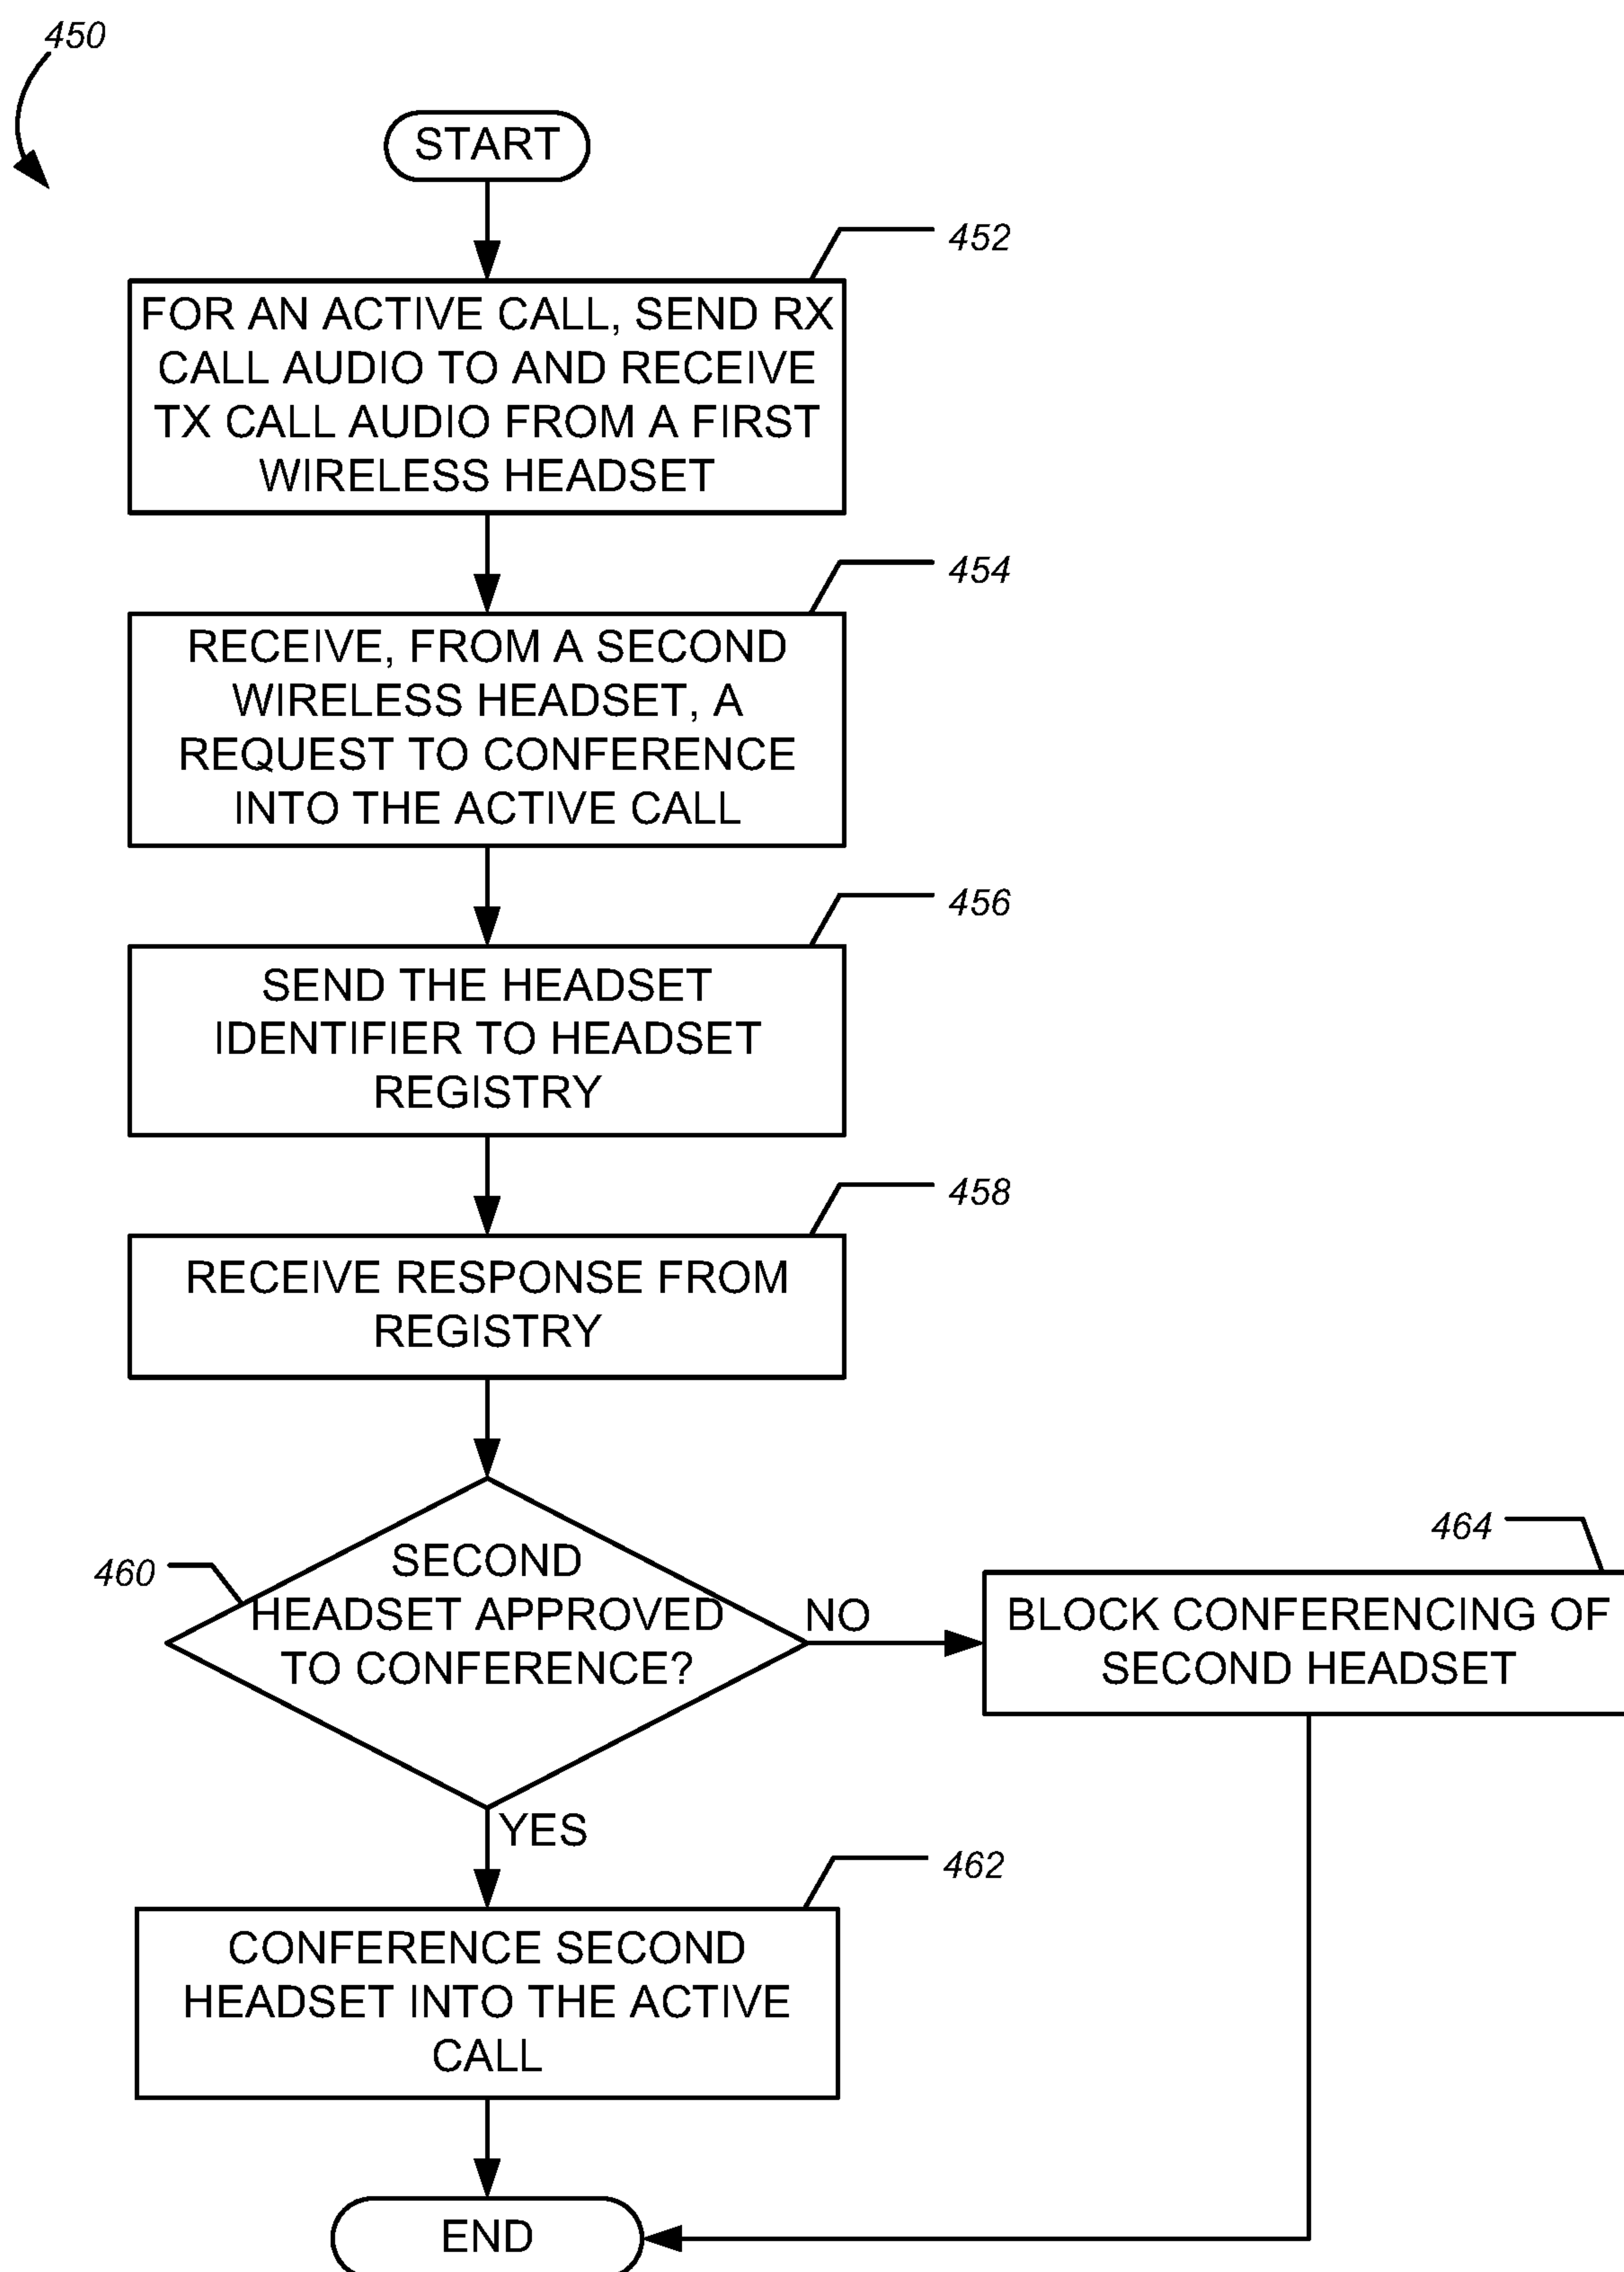 450
START
452
FOR AN ACTIVE CALL, SEND RX
CALL AUDIO TO AND RECEIVE
TX CALL AUDIO FROM A FIRST
WIRELESS HEADSET
454
RECEIVE, FROM A SECOND
WIRELESS HEADSET, A
REQUEST TO CONFERENCE
INTO THE ACTIVE CALL
456
SEND THE HEADSET
IDENTIFIER TO HEADSET
REGISTRY
458
RECEIVE RESPONSE FROM
REGISTRY
460
SECOND
HEADSET APPROVED
TO CONFERENCE?
NO
464
BLOCK CONFERENCING OF
SECOND HEADSET
YES
462
CONFERENCE SECOND
HEADSET INTO THE ACTIVE
CALL
END